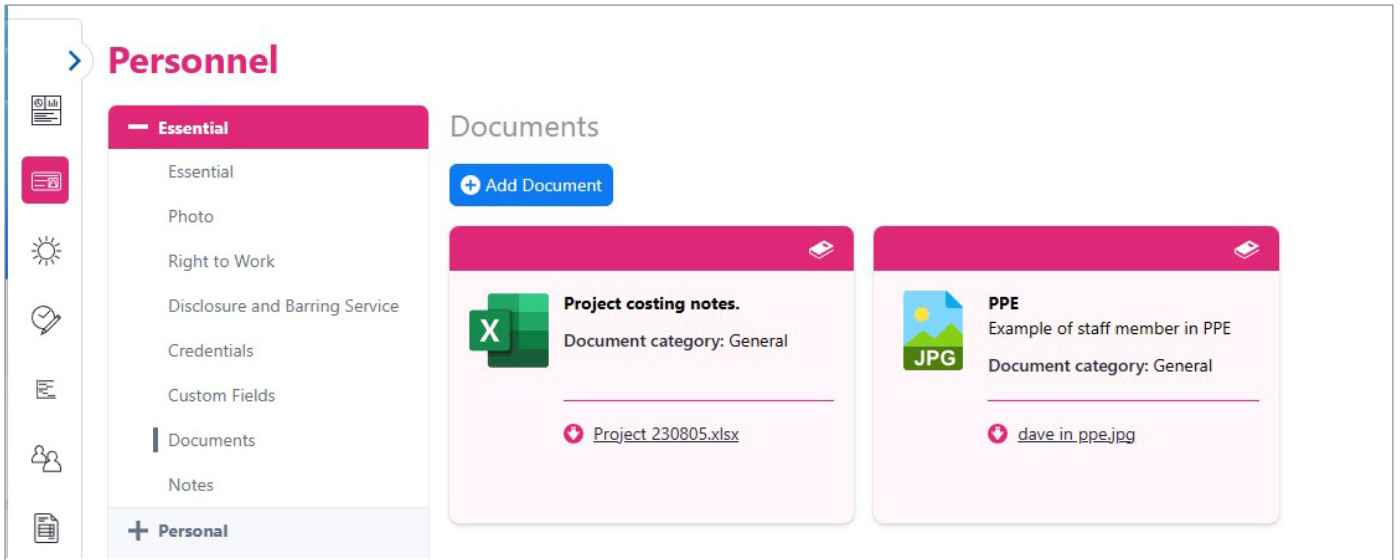 Personnel
Essential
Essential
Photo
Right to Work
Disclosure and Barring Service
Credentials
Custom Fields
Documents
Notes
Personal
Documents
Add Document
X
Project costing notes.
Document category: General
Project 230805.xlsx
JPG
PPE
Example of staff member in PPE
Document category: General
dave in ppe.jpg